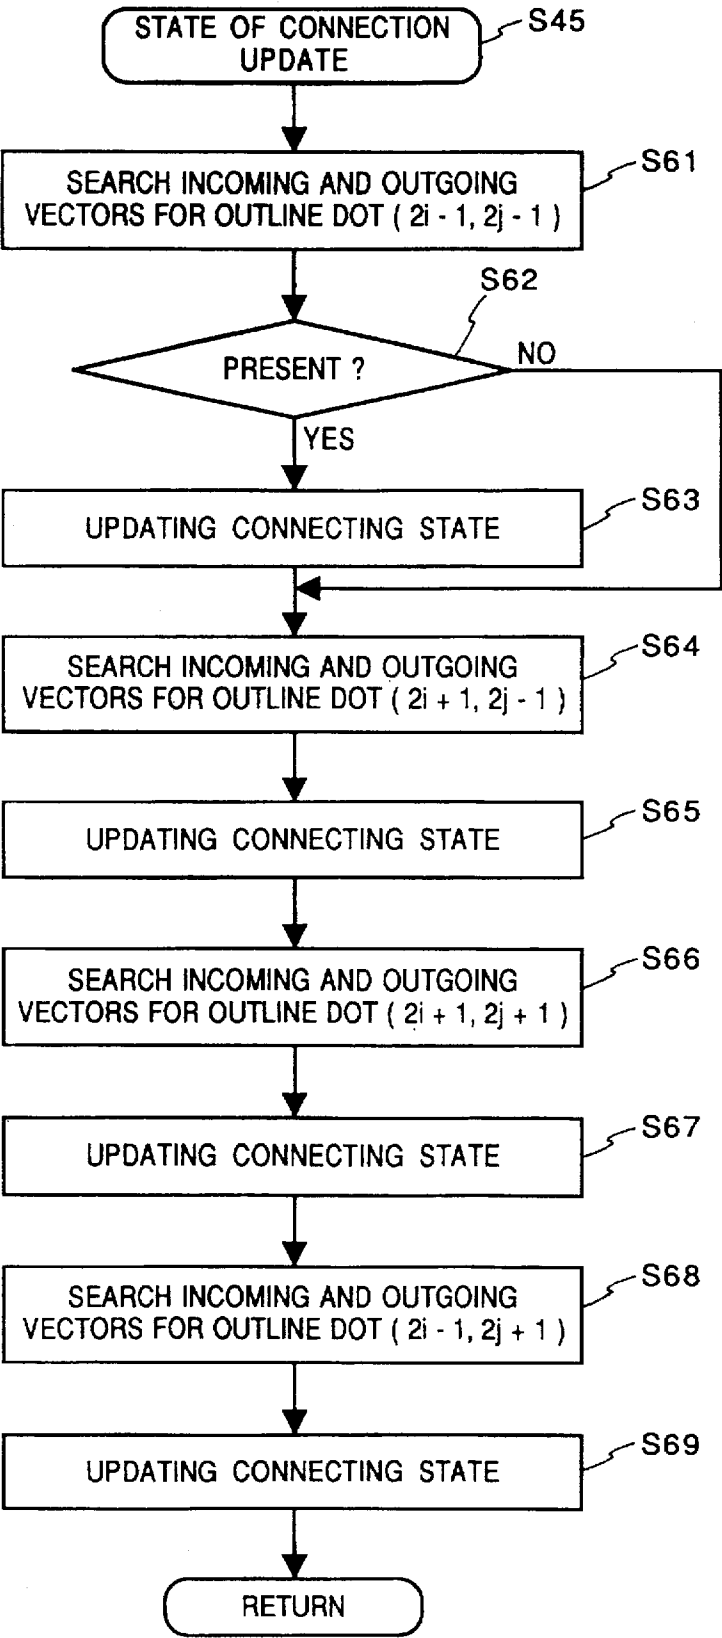 STATE OF CONNECTION
UPDATE
S45
S61
SEARCH INCOMING AND OUTGOING
VECTORS FOR OUTLINE DOT ( 2i - 1, 2j - 1 )
S62
PRESENT ?
NO
YES
S63
UPDATING CONNECTING STATE
S64
SEARCH INCOMING AND OUTGOING
VECTORS FOR OUTLINE DOT ( 2i + 1, 2j - 1 )
S65
UPDATING CONNECTING STATE
S66
SEARCH INCOMING AND OUTGOING
VECTORS FOR OUTLINE DOT ( 2i + 1, 2j + 1 )
S67
UPDATING CONNECTING STATE
S68
SEARCH INCOMING AND OUTGOING
VECTORS FOR OUTLINE DOT ( 2i - 1, 2j + 1 )
S69
UPDATING CONNECTING STATE
RETURN